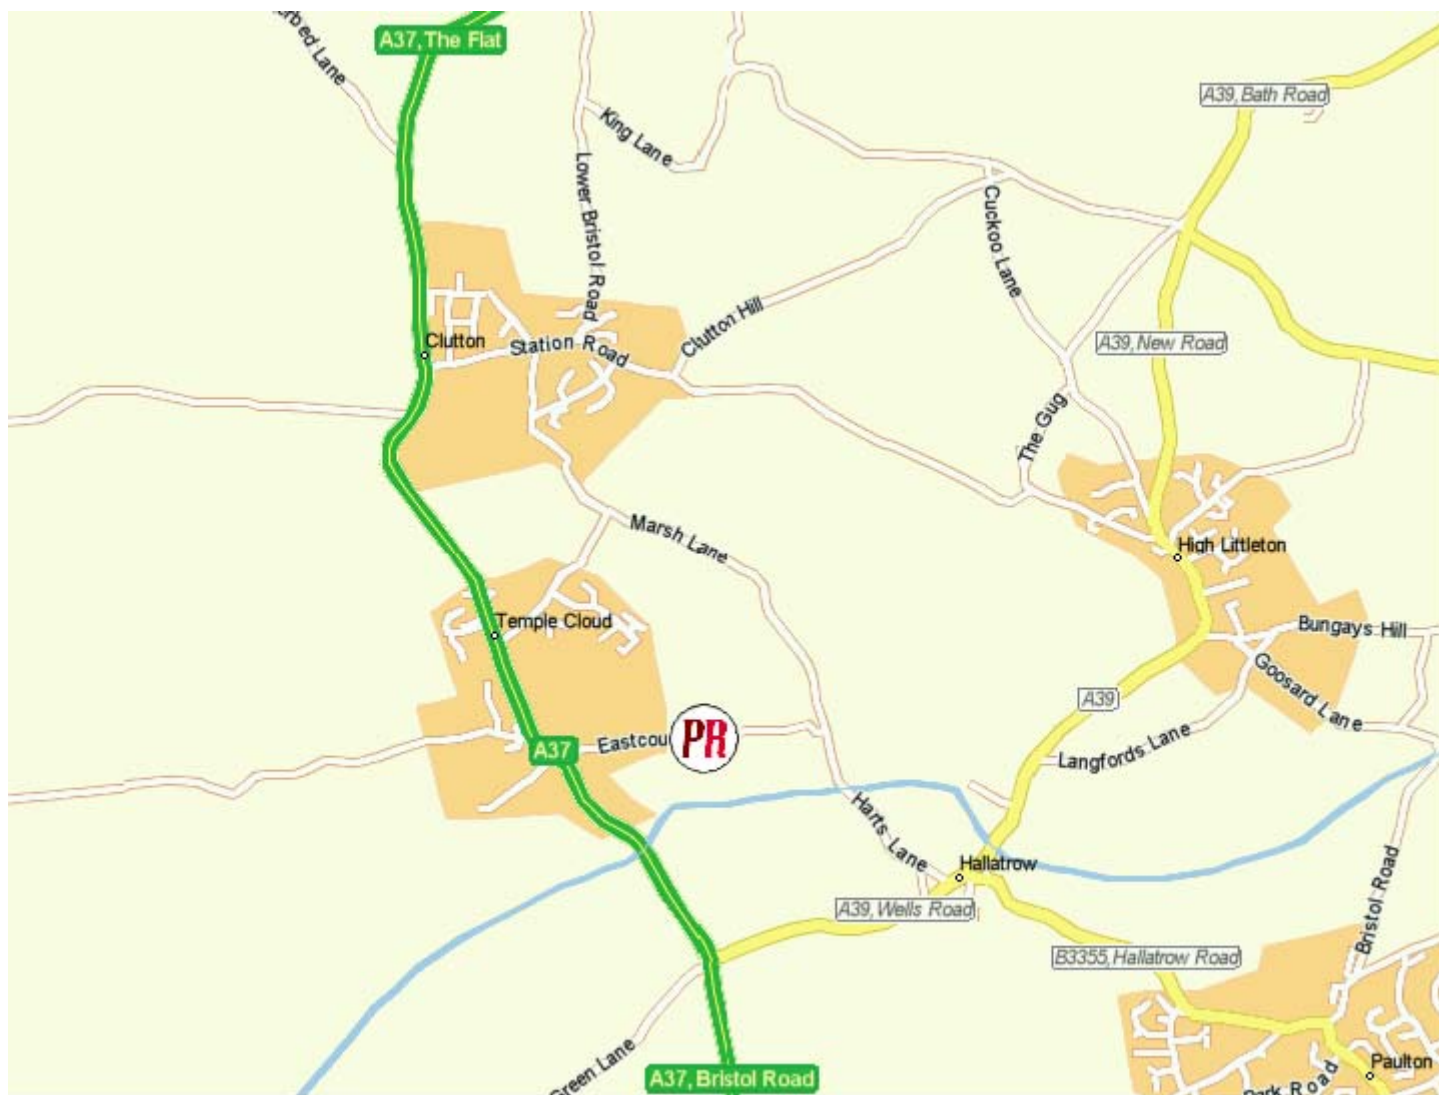 A37, The Flat
A39, Bath Road
King Lane
Lower Bristol Road
Cuckoo Lane
Clutton Hill
Clutton
Station Road
A39, New Road
The Gug
Marsh Lane
High Littleton
Temple Cloud
Bungays Hill
Goosard Lane
A39
PR
A37
Langfords Lane
Harts Lane
Hallatrow
A39, Wells Road
Bristol Road
B3355, Hallatrow Road
Green Lane
A37, Bristol Road
Paulton
Road